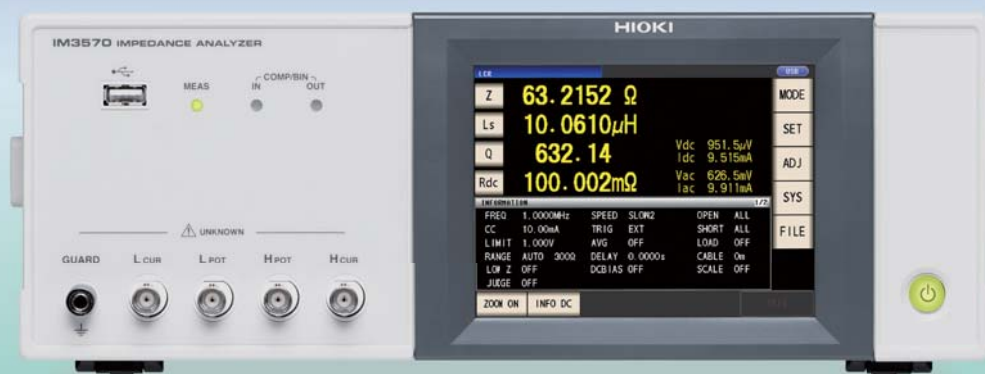 HIOKI
IM3570 IMPEDANCE ANALYZER
MEAS
COMP/BIN
IN OUT
UNKNOWN
GUARD L CUR L POT H POT H CUR
LCR USB
Z 63.2152 Ω
Ls 10.0610μH
Q 632.14
Rdc 100.002mΩ
Vdc 951.5μV
Idc 9.515mA
Vac 626.5mV
Iac 9.911mA
INFORMATION 1/2
FREQ 1.0000MHz SPEED SLOW2 OPEN ALL
CC 10.00mA TRIG EXT SHORT ALL
LIMIT 1.000V AVG OFF LOAD OFF
RANGE AUTO 300Ω DELAY 0.0000s CABLE 0m
LOW Z OFF DCBIAS OFF SCALE OFF
JUDGE OFF
ZOOM ON INFO DC
MODE
SET
ADJ
SYS
FILE